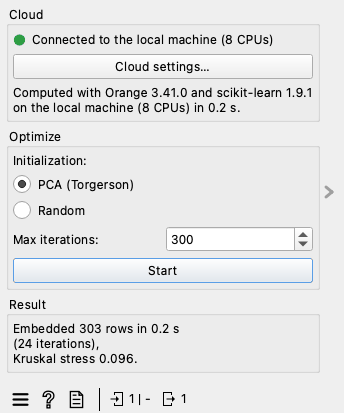 Cloud
Connected to the local machine (8 CPUs)
Cloud settings...
Computed with Orange 3.41.0 and scikit-learn 1.9.1
on the local machine (8 CPUs) in 0.2 s.
Optimize
Initialization:
PCA (Torgerson)
Random
Max iterations: 300
Start
Result
Embedded 303 rows in 0.2 s
(24 iterations),
Kruskal stress 0.096.
? 1 | - 1